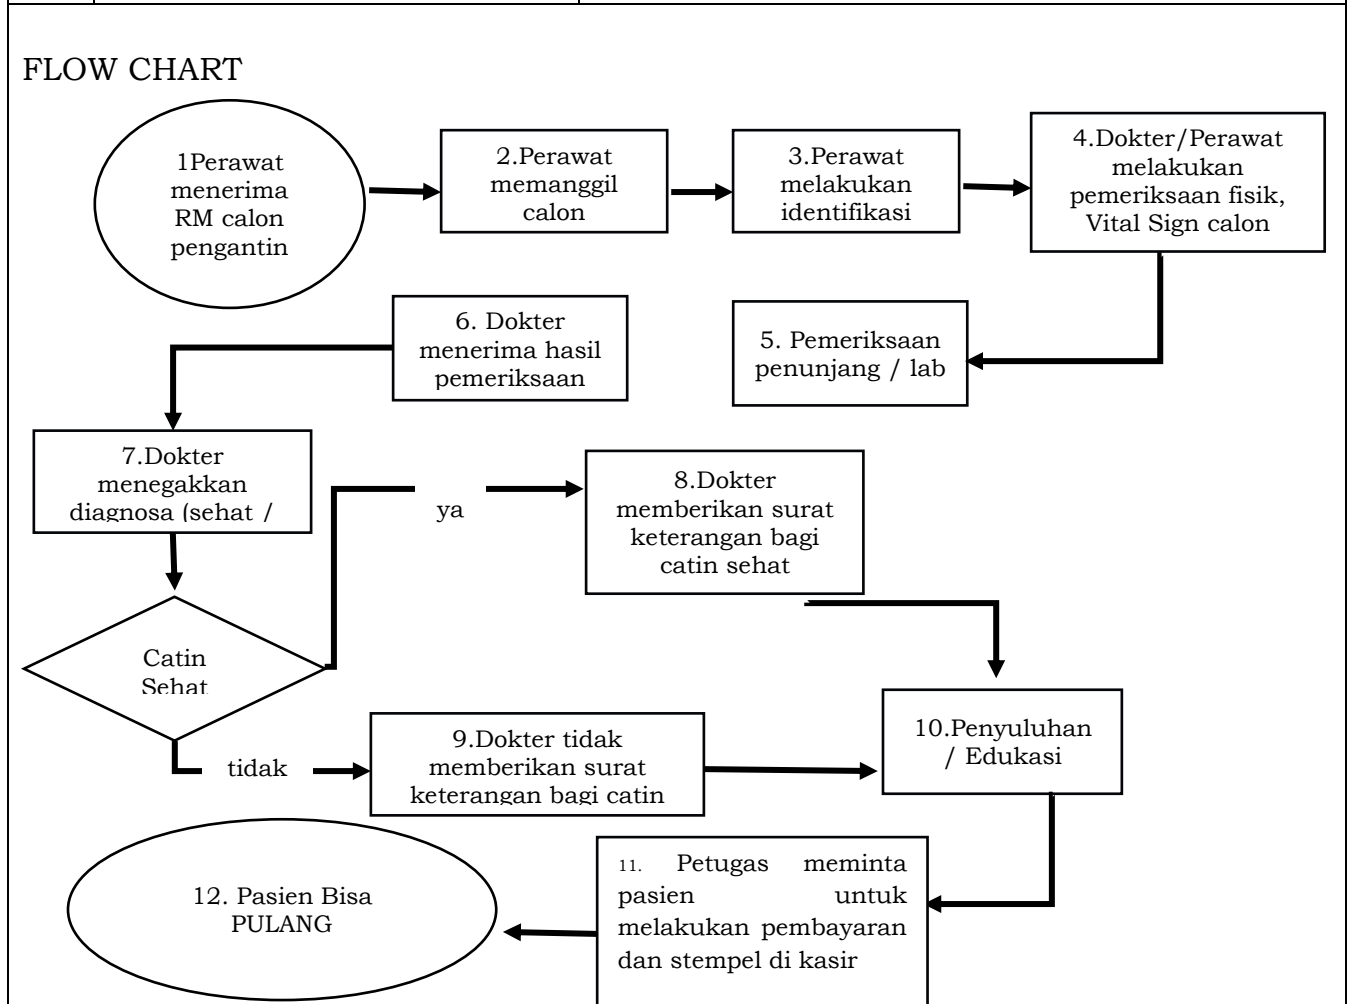 FLOW CHART
1Perawat
menerima
RM calon
pengantin
2.Perawat
memanggil
calon
3.Perawat
melakukan
identifikasi
4.Dokter/Perawat
melakukan
pemeriksaan fisik,
Vital Sign calon
5. Pemeriksaan
penunjang / lab
6. Dokter
menerima hasil
pemeriksaan
7.Dokter
menegakkan
diagnosa (sehat /
ya
8.Dokter
memberikan surat
keterangan bagi
catin sehat
Catin
Sehat
tidak
9.Dokter tidak
memberikan surat
keterangan bagi catin
10.Penyuluhan
/ Edukasi
11. Petugas meminta
pasien untuk
melakukan pembayaran
dan stempel di kasir
12. Pasien Bisa
PULANG